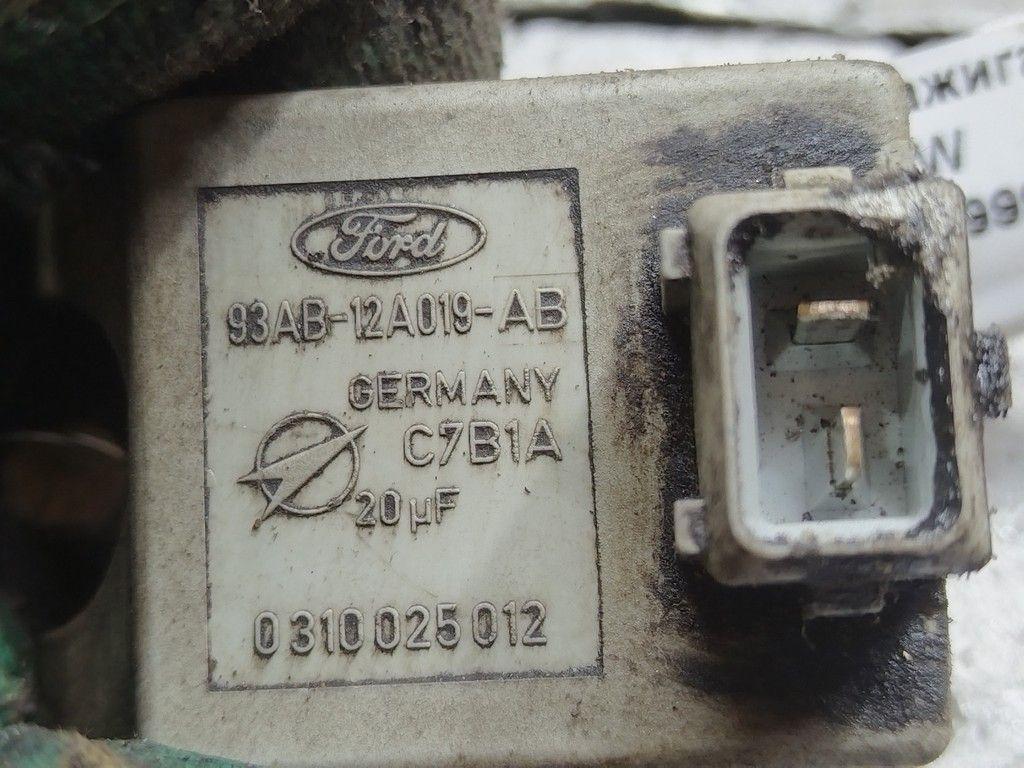 Ford
93AB-12A019-AB
GERMANY
C7B1A
20 µF
0 310 025 012